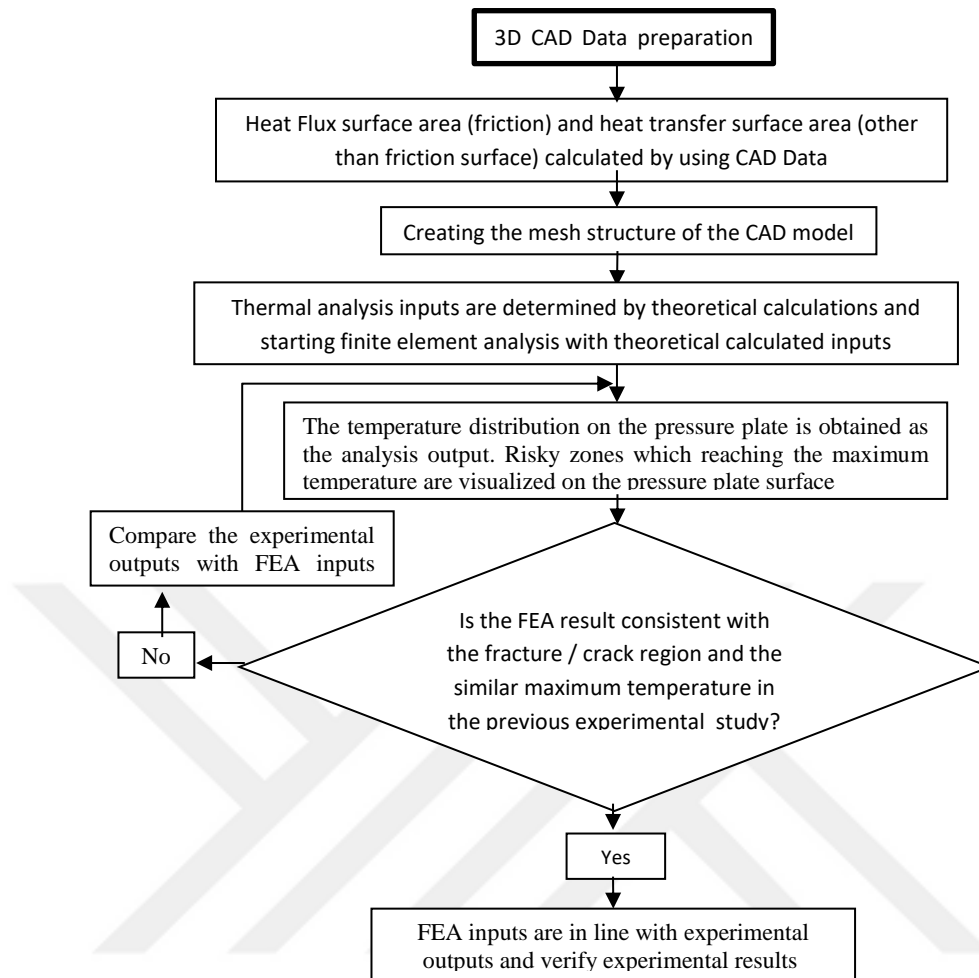 3D CAD Data preparation
Heat Flux surface area (friction) and heat transfer surface area (other
than friction surface) calculated by using CAD Data
Creating the mesh structure of the CAD model
Thermal analysis inputs are determined by theoretical calculations and
starting finite element analysis with theoretical calculated inputs
The temperature distribution on the pressure plate is obtained as
the analysis output. Risky zones which reaching the maximum
temperature are visualized on the pressure plate surface
Compare the experimental
outputs with FEA inputs
Is the FEA result consistent with
the fracture / crack region and the
similar maximum temperature in
the previous experimental study?
No
Yes
FEA inputs are in line with experimental
outputs and verify experimental results